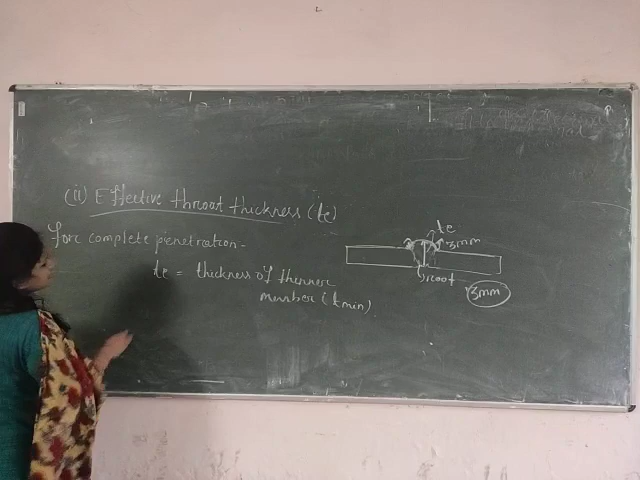 (ii) Effective throat thickness (te)
for complete penetration -
te = thickness of thinner
member (tmin)
te
3mm
root
3mm